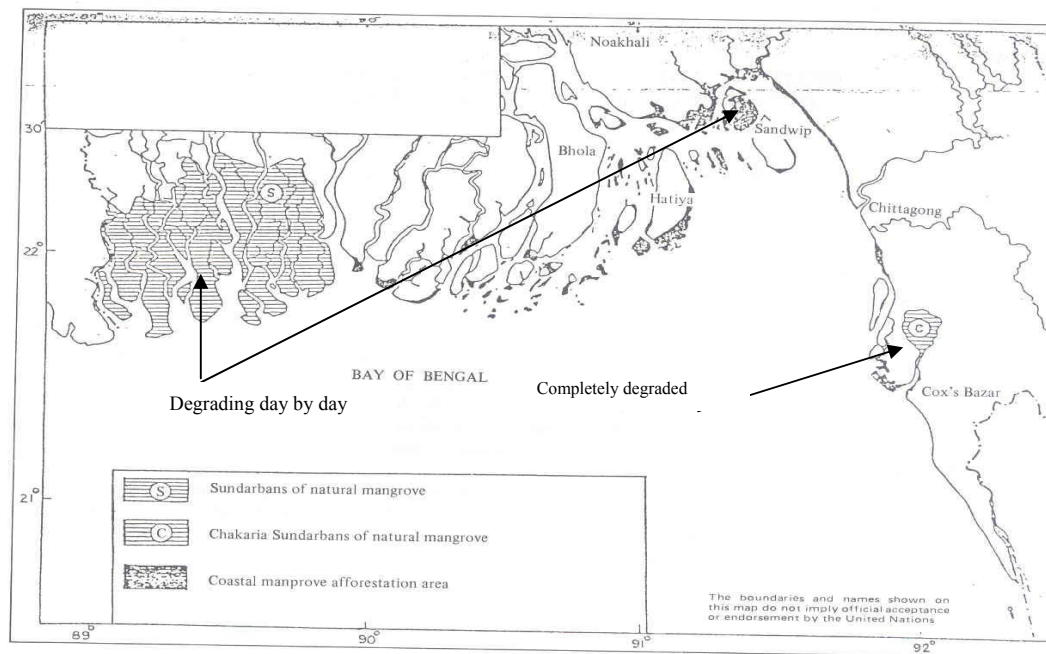 Noakhali
30°
Sandwip
Bhola
Hatiya
S
22°
Chittagong
C
BAY OF BENGAL
Completely degraded
Degrading day by day
Cox's Bazar
S Sundarbans of natural mangrove
21°
C Chakaria Sundarbans of natural mangrove
Coastal manprove afforestation area
The boundaries and names shown on
this map do not imply official acceptance
or endorsement by the United Nations
89° 90° 91° 92°